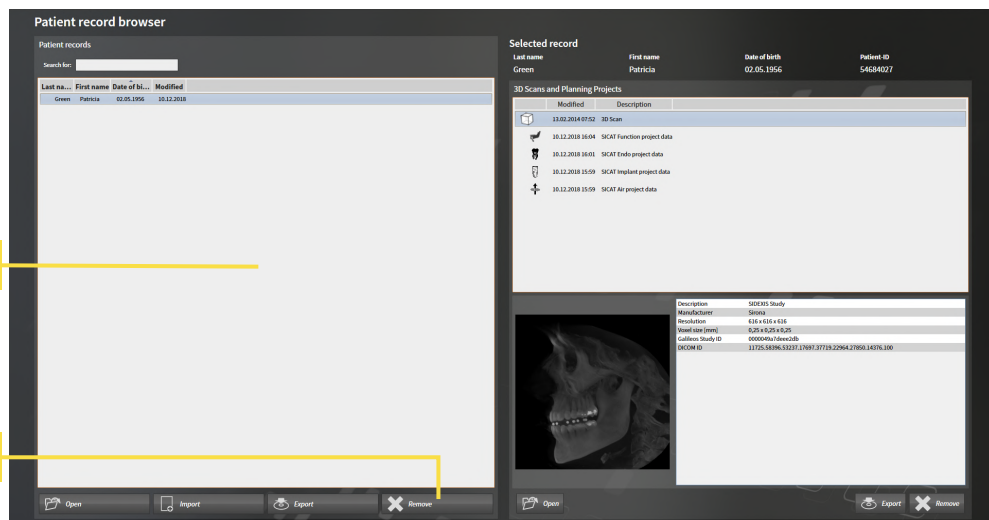 Patient record browser
Patient records
Search for:
Last na... First name Date of bi... Modified
Green Patricia 02.05.1956 10.12.2018
Open Import Export Remove
Selected record
Last name First name Date of birth Patient-ID
Green Patricia 02.05.1956 54684027
3D Scans and Planning Projects
Modified Description
13.02.2014 07:52 3D Scan
10.12.2018 16:04 SICAT Function project data
10.12.2018 16:01 SICAT Endo project data
10.12.2018 15:59 SICAT Implant project data
10.12.2018 15:59 SICAT Air project data
Description SIDEXIS Study
Manufacturer Sirona
Resolution 616 x 616 x 616
Voxel size [mm] 0,25 x 0,25 x 0,25
Galileos Study ID 0000049a7deee2db
DICOM ID 11725.58396.53237.17697.37719.22964.27850.14376.100
Open Export Remove